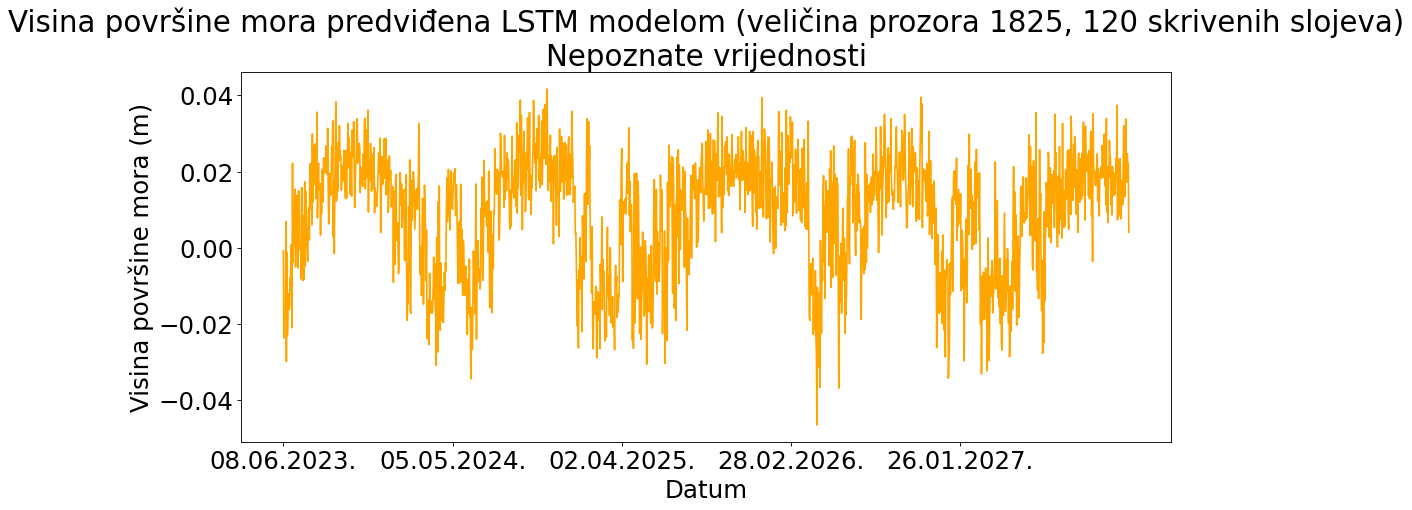 Visina površine mora predviđena LSTM modelom (veličina prozora 1825, 120 skrivenih slojeva)
Nepoznate vrijednosti
Visina površine mora (m)
0.04
0.02
0.00
−0.02
−0.04
08.06.2023. 05.05.2024. 02.04.2025. 28.02.2026. 26.01.2027.
Datum